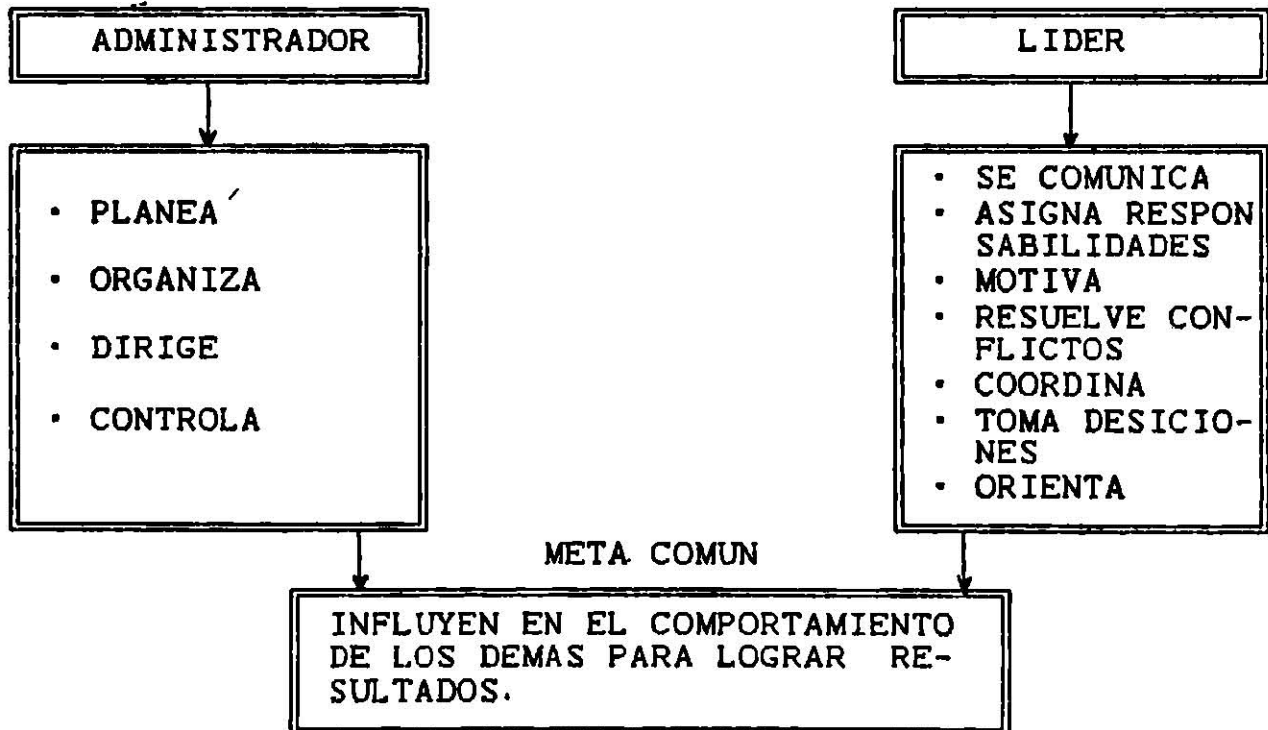 ADMINISTRADOR
LIDER
· PLANEA
· ORGANIZA
· DIRIGE
· CONTROLA
· SE COMUNICA
· ASIGNA RESPON
SABILIDADES
· MOTIVA
· RESUELVE CON-
FLICTOS
· COORDINA
· TOMA DESICIO-
NES
· ORIENTA
META COMUN
INFLUYEN EN EL COMPORTAMIENTO
DE LOS DEMAS PARA LOGRAR RE-
SULTADOS.